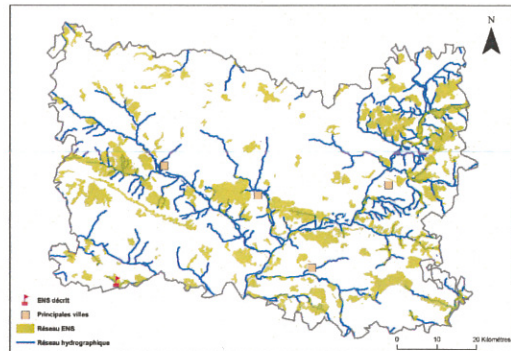 N
ENS décrit
Principales villes
Réseau ENS
Réseau hydrographique
0 10 20 Kilomètres